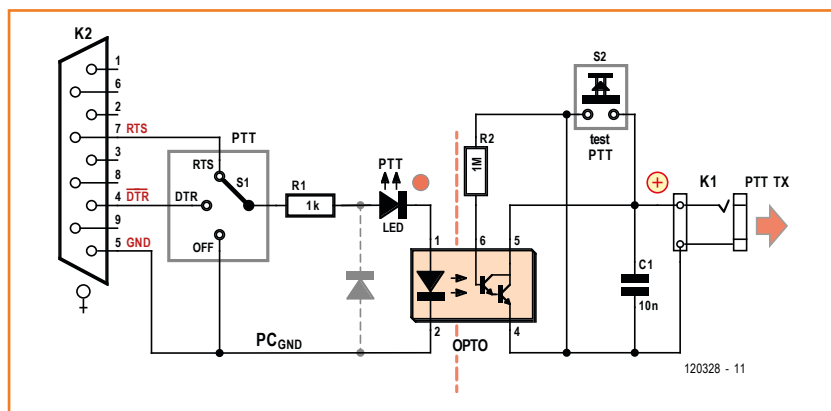 K2
1
6
2
7 RTS
3
8
4 DTR
9
5 GND
PTT
RTS
S1
DTR
OFF
R1
1k
PTT
LED
PC GND
R2
1M
S2
test
PTT
1
2
6
5
4
OPTO
+
C1
10n
K1
PTT TX
120328 - 11